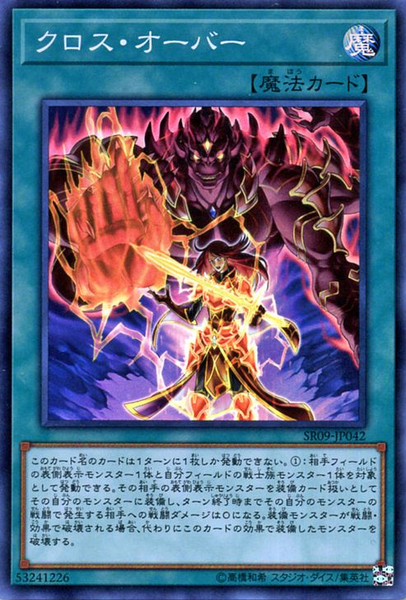 クロス・オーバー
魔
【魔法カード】
SR09-JP042
このカード名のカードは1ターンに1枚しか発動できない。①:相手フィールド
の表側表示モンスター1体と自分フィールドの戦士族モンスター1体を対象
として発動できる。その相手の表側表示モンスターを装備カード扱いとして
その自分のモンスターに装備し、ターン終了時までその自分のモンスターの
戦闘で発生する相手への戦闘ダメージは0になる。装備モンスターが戦闘・
効果で破壊される場合、代わりにこのカードの効果で装備したモンスターを
破壊する。
53241226
©高橋和希 スタジオ・ダイス/集英社